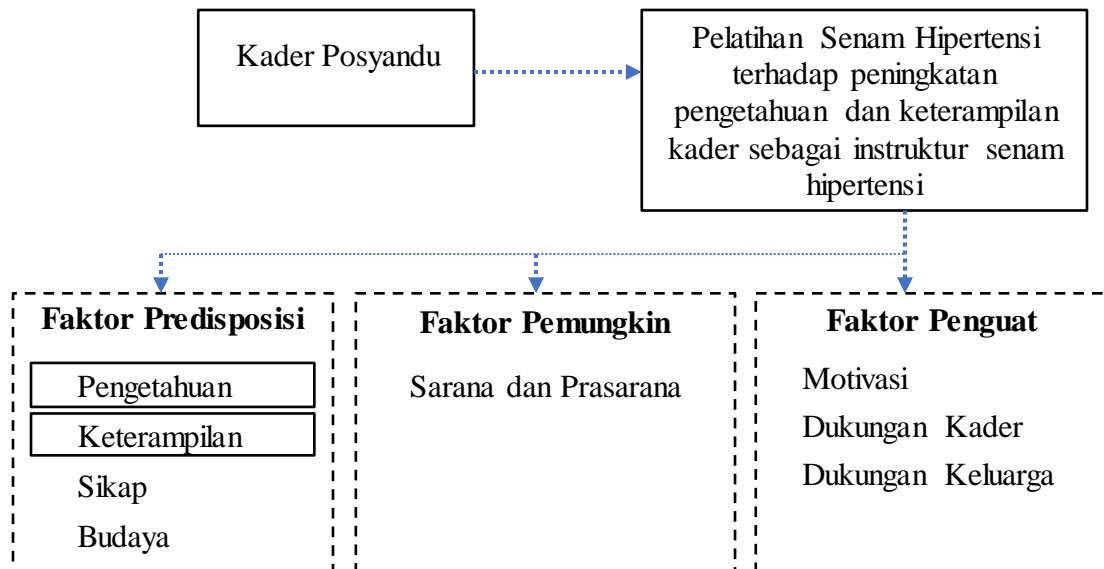 Kader Posyandu
Pelatihan Senam Hipertensi
terhadap peningkatan
pengetahuan dan keterampilan
kader sebagai instruktur senam
hipertensi
Faktor Predisposisi
Pengetahuan
Keterampilan
Sikap
Budaya
Faktor Pemungkin
Sarana dan Prasarana
Faktor Penguat
Motivasi
Dukungan Kader
Dukungan Keluarga